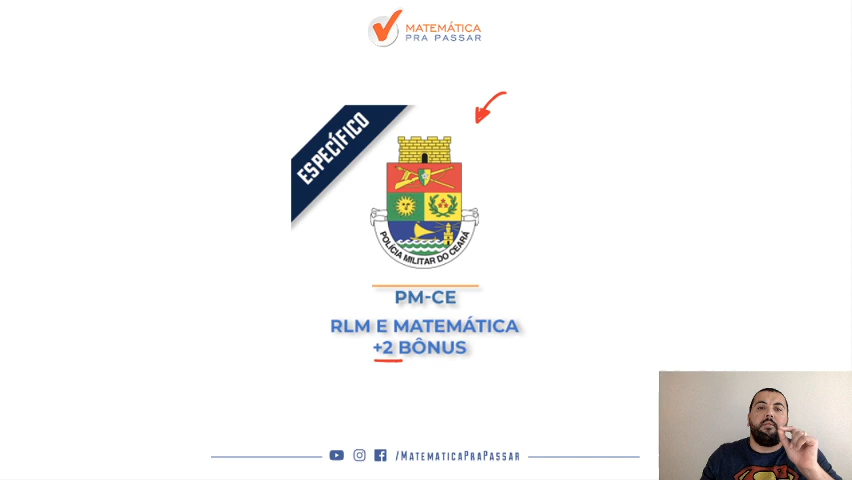 MATEMÁTICA
PRA PASSAR
ESPECÍFICO
POLÍCIA MILITAR DO CEARÁ
PM-CE
RLM E MATEMÁTICA
+2 BÔNUS
/MatematicaPraPassar